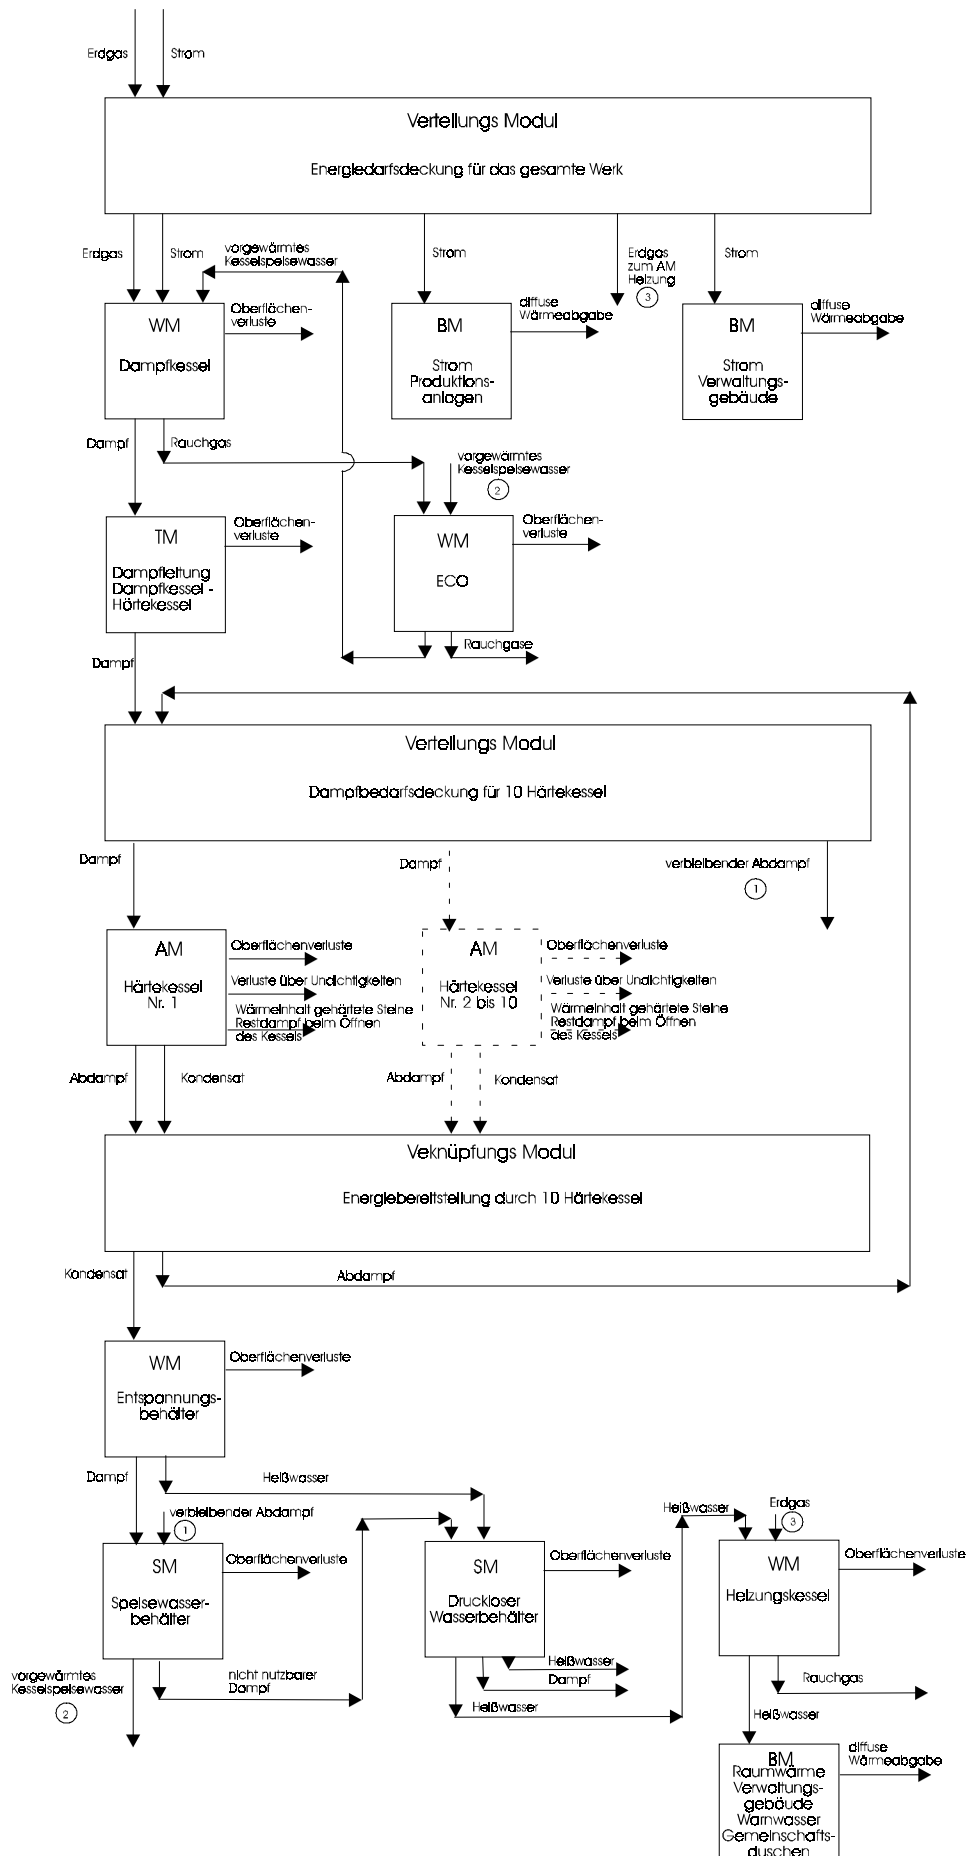 Erdgas
Strom
Verteilungs Modul
Energiedarfsdeckung für das gesamte Werk
Erdgas
Strom
vorgewärmtes
Kesselspeisewasser
Strom
Erdgas
zum AM
Heizung
3
Strom
WM
Dampfkessel
Oberflächen-
verluste
BM
Strom
Produktions-
anlagen
diffuse
Wärmeabgabe
BM
Strom
Verwaltungs-
gebäude
diffuse
Wärmeabgabe
Dampf
Rauchgas
vorgewärmtes
Kesselspeisewasser
2
TM
Dampfleitung
Dampfkessel -
Hörtekessel
Oberflächen-
verluste
WM
ECO
Oberflächen-
verluste
Rauchgase
Dampf
Verteilungs Modul
Dampfbedarfsdeckung für 10 Härtekessel
Dampf
Dampf
verbleibender Abdampf
1
AM
Härtekessel
Nr. 1
Oberflächenverluste
Verluste über Undichtigkeiten
Wärmeinhalt gehärtete Steine
Restdampf beim Öffnen
des Kessels
AM
Härtekessel
Nr. 2 bis 10
Oberflächenverluste
Verluste über Undichtigkeiten
Wärmeinhalt gehärtete Steine
Restdampf beim Öffnen
des Kessels
Abdampf
Kondensat
Abdampf
Kondensat
Veknüpfungs Modul
Energiebereitstellung durch 10 Härtekessel
Kondensat
Abdampf
WM
Entspannungs-
behälter
Oberflächenverluste
Dampf
Heißwasser
verbleibender Abdampf
1
Heißwasser
Erdgas
3
SM
Speisewasser-
behälter
Oberflächenverluste
SM
Druckloser
Wasserbehälter
Oberflächenverluste
WM
Heizungskessel
Oberflächenverluste
vorgewärmtes
Kesselspeisewasser
2
nicht nutzbarer
Dampf
Heißwasser
Dampf
Heißwasser
Rauchgas
Heißwasser
BM
Raumwärme
Verwaltungs-
gebäude
Warnwasser
Gemeinschafts-
duschen
diffuse
Wärmeabgabe